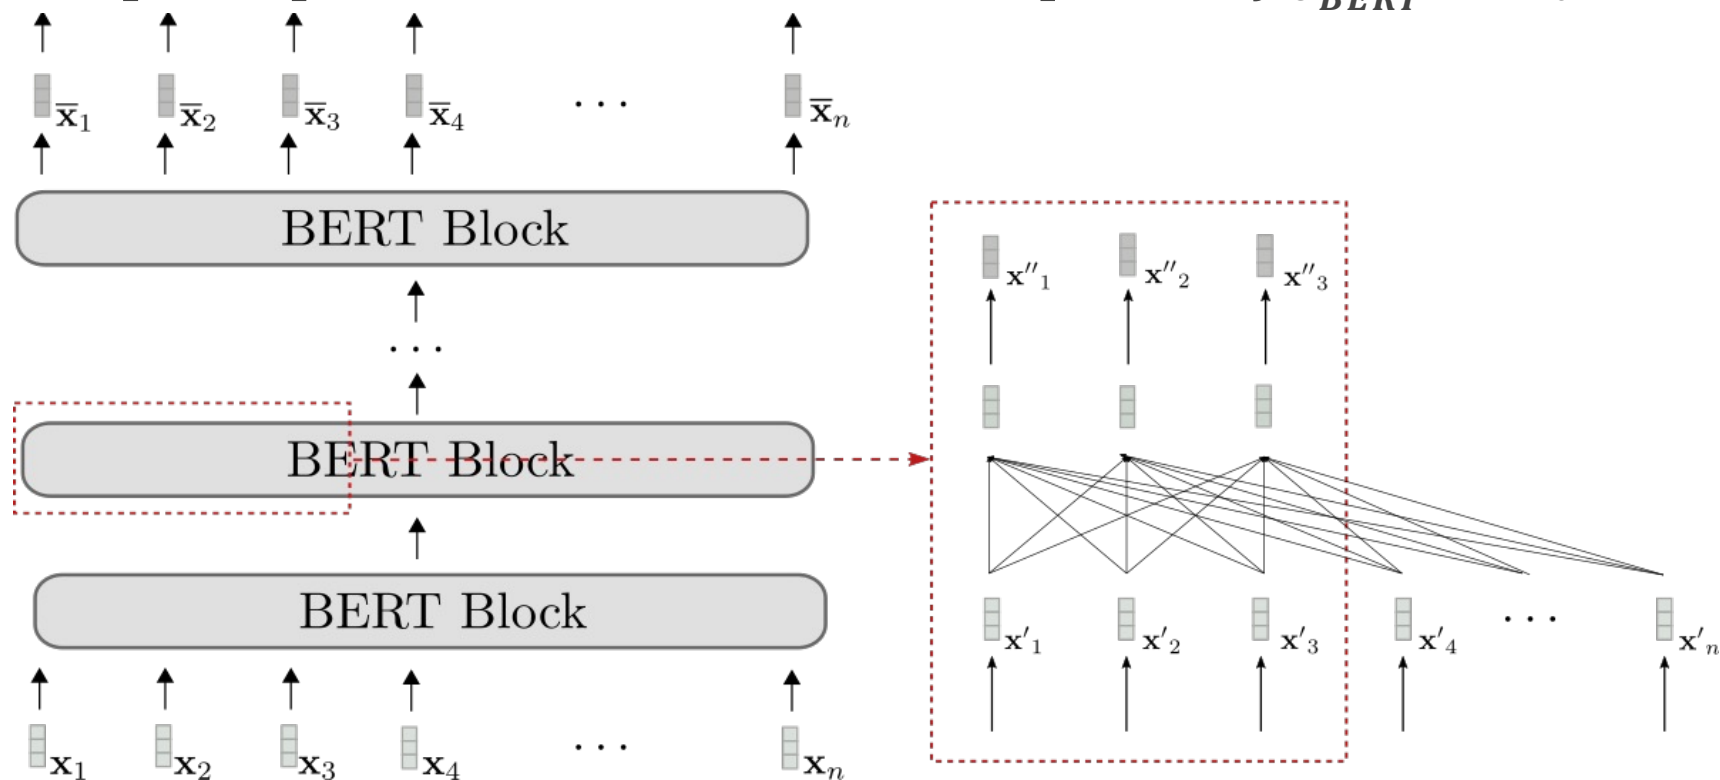 BERT
x̅₁ x̅₂ x̅₃ x̅₄ ... x̅ₙ
BERT Block
...
BERT Block
BERT Block
x₁ x₂ x₃ x₄ ... xₙ
x″₁ x″₂ x″₃
x′₁ x′₂ x′₃ x′₄ ... x′ₙ